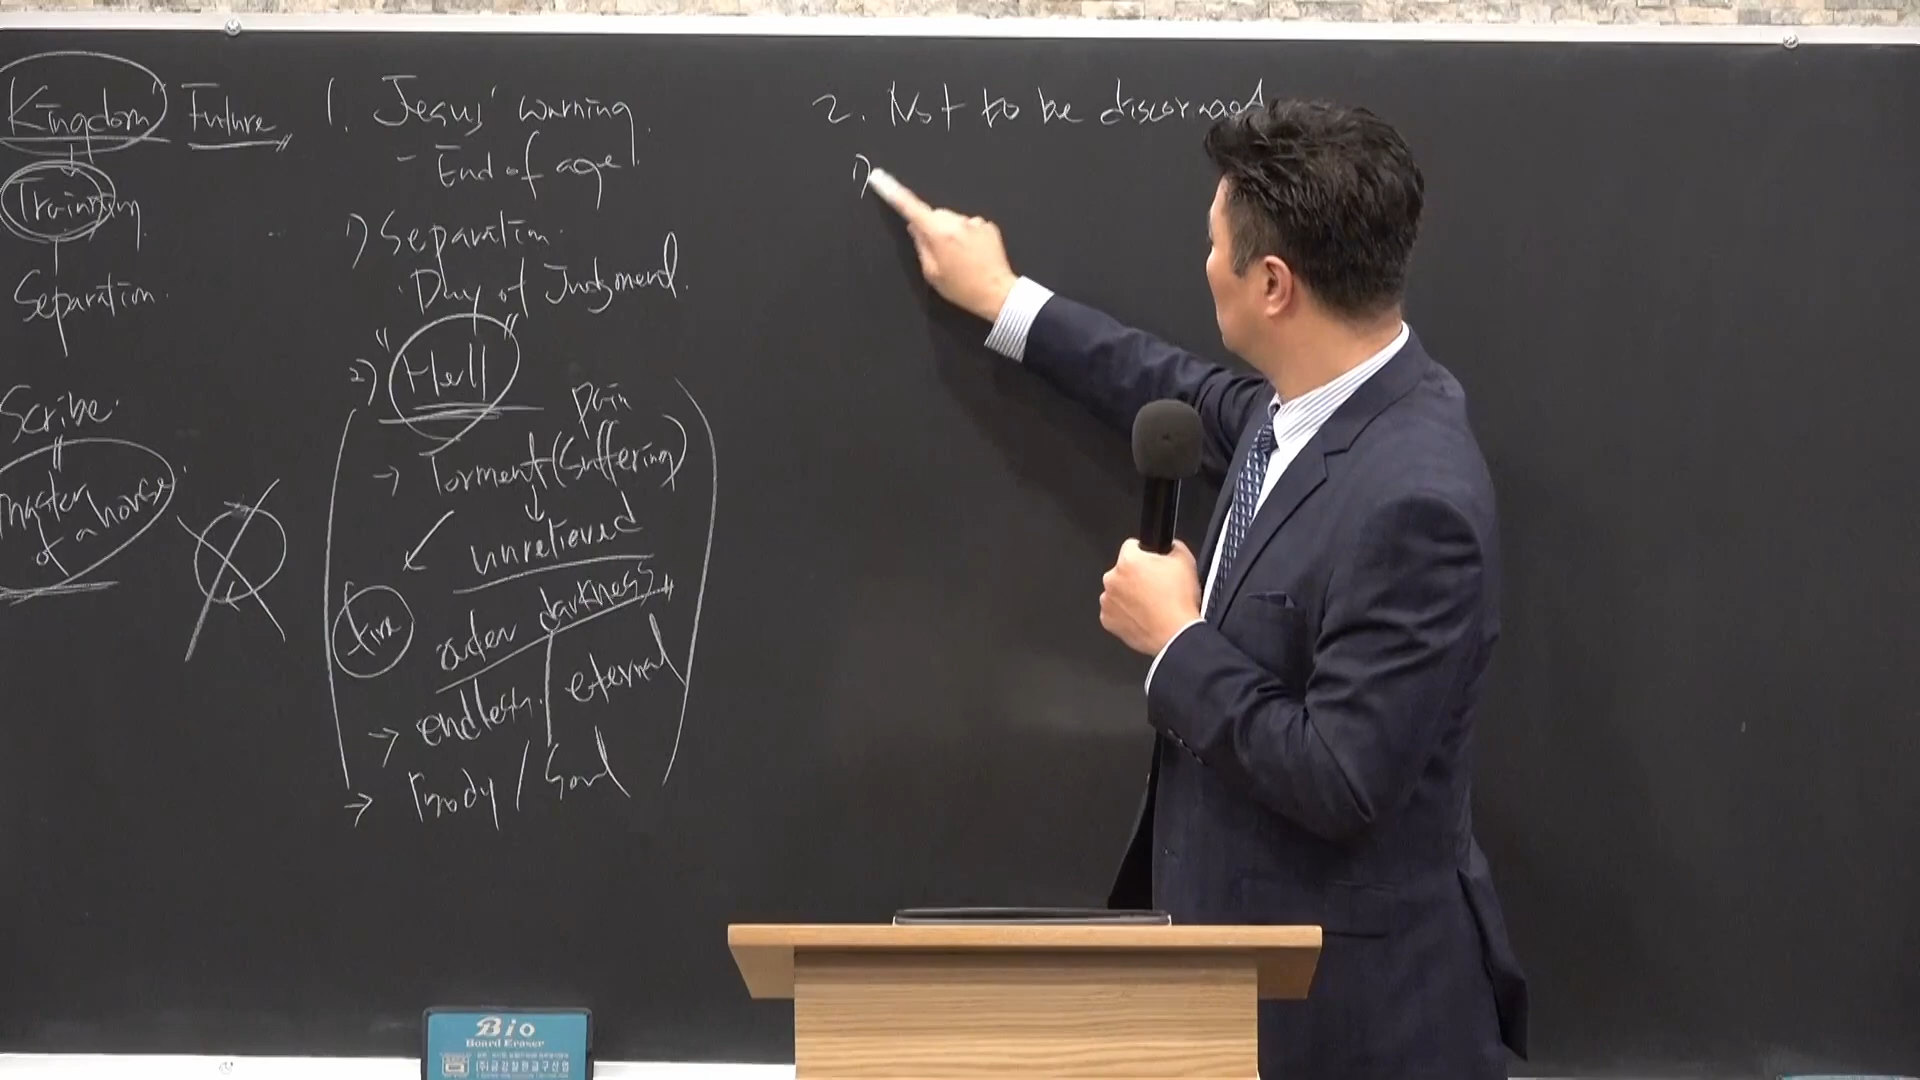 "Kingdom" Future
Training.
Separation.
Scribe.
master
of a house.
1. Jesus' warning.
- End of age.
1) Separation.
· Day of Judgment.
2) "Hell"
pain
→ Torment (Suffering)
unrelieved
fire
outer darkness
→ endless. / eternal
→ Body / Soul
2. Not to be discouraged
1)
Bio
Board Eraser